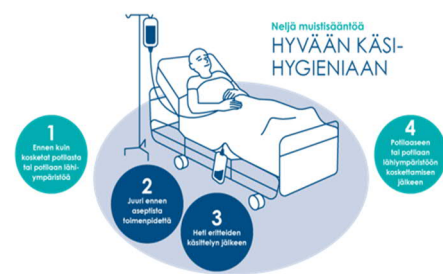 Neljä muistisääntöä
HYVÄÄN KÄSI-
HYGIENIAAN
1
Ennen kuin
kosketat potilasta
tai potilaan lähi-
ympäristöä
2
Juuri ennen
aseptista
toimenpidettä
3
Heti eritteiden
käsittelyn jälkeen
4
Potilaaseen
tai potilaan
lähiympäristöön
koskettamisen
jälkeen